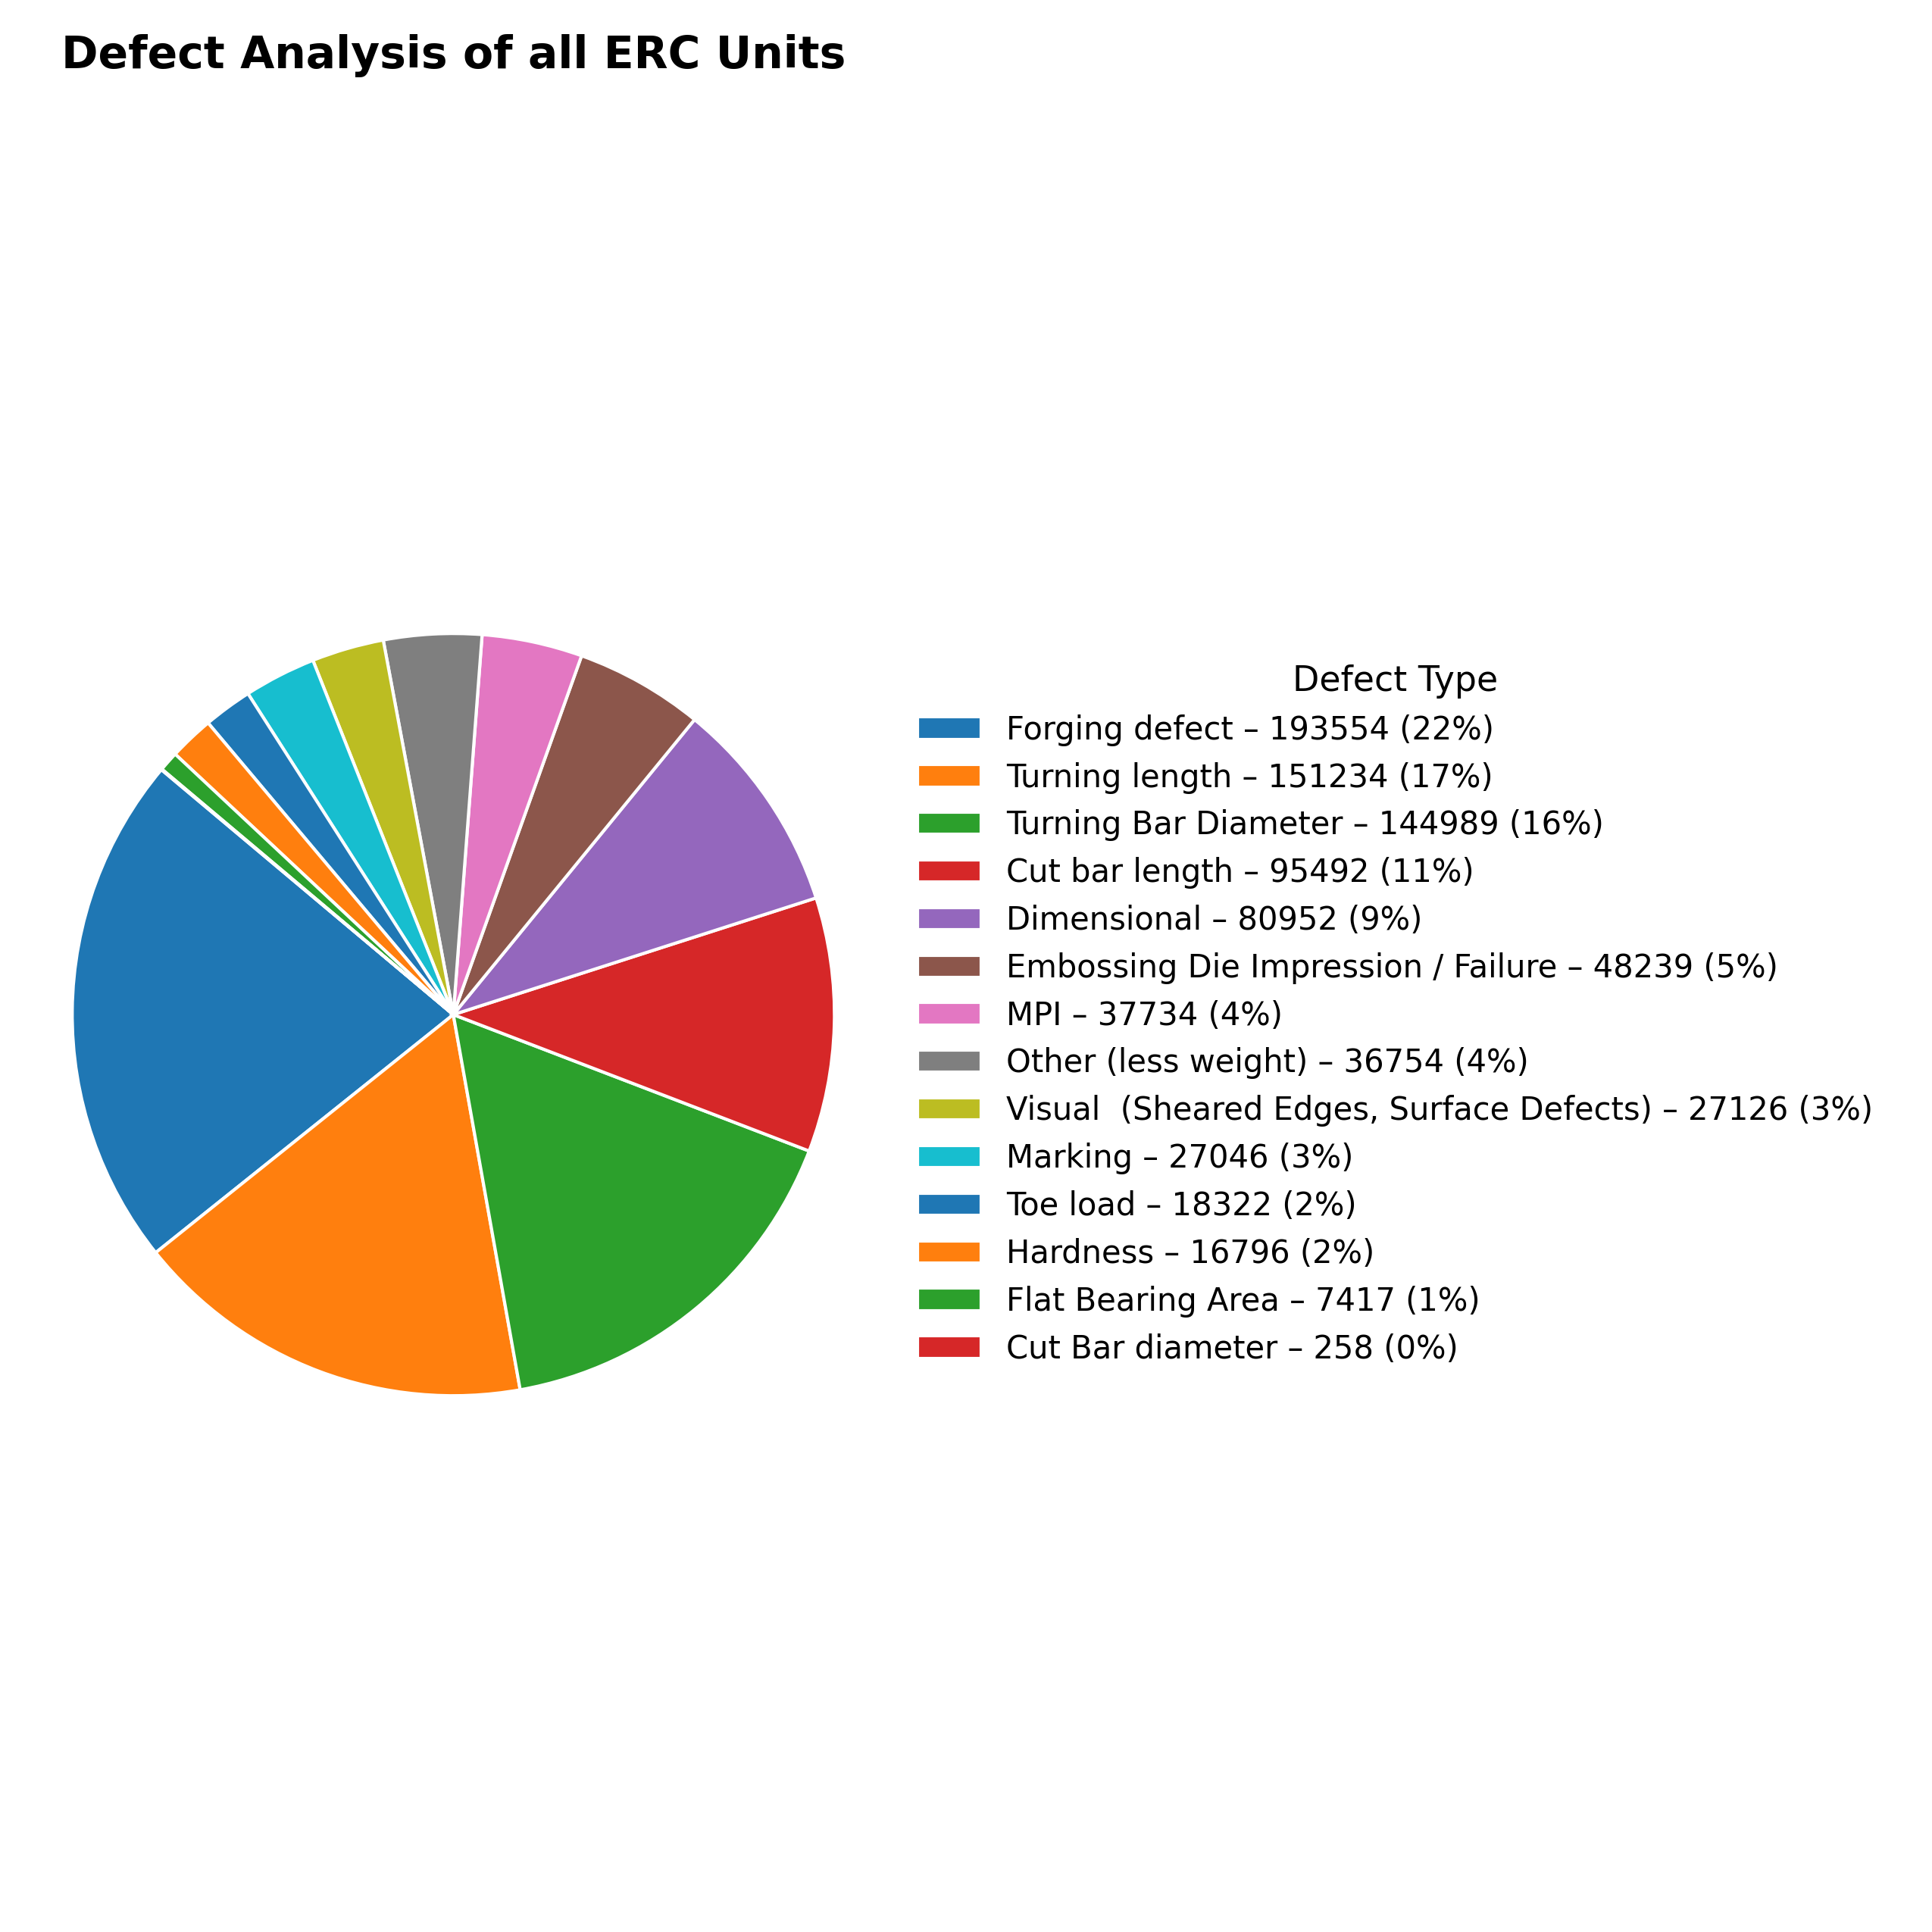 Defect Analysis of all ERC Units
Defect Type
Forging defect – 193554 (22%)
Turning length – 151234 (17%)
Turning Bar Diameter – 144989 (16%)
Cut bar length – 95492 (11%)
Dimensional – 80952 (9%)
Embossing Die Impression / Failure – 48239 (5%)
MPI – 37734 (4%)
Other (less weight) – 36754 (4%)
Visual  (Sheared Edges, Surface Defects) – 27126 (3%)
Marking – 27046 (3%)
Toe load – 18322 (2%)
Hardness – 16796 (2%)
Flat Bearing Area – 7417 (1%)
Cut Bar diameter – 258 (0%)